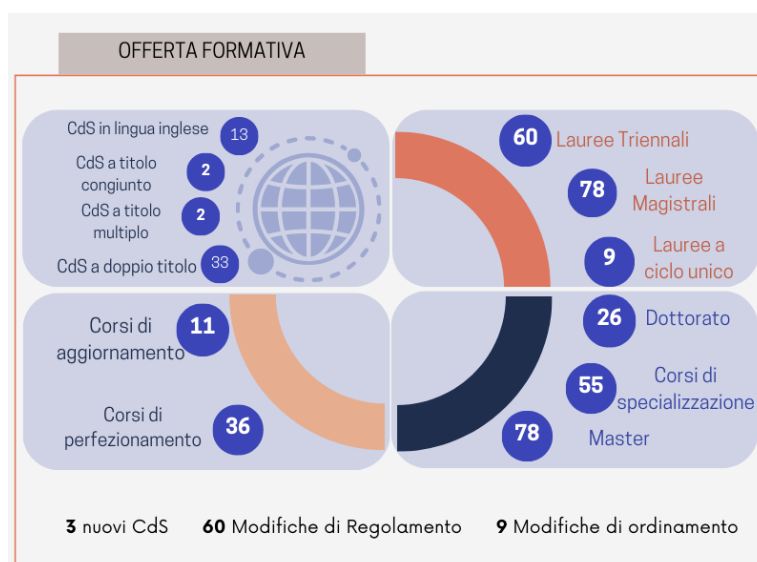 OFFERTA FORMATIVA
CdS in lingua inglese 13
CdS a titolo
congiunto 2
CdS a titolo
multiplo 2
CdS a doppio titolo 33
60 Lauree Triennali
78 Lauree
Magistrali
9 Lauree a
ciclo unico
Corsi di
aggiornamento 11
Corsi di
perfezionamento 36
26 Dottorato
55 Corsi di
specializzazione
78 Master
3 nuovi CdS 60 Modifiche di Regolamento 9 Modifiche di ordinamento